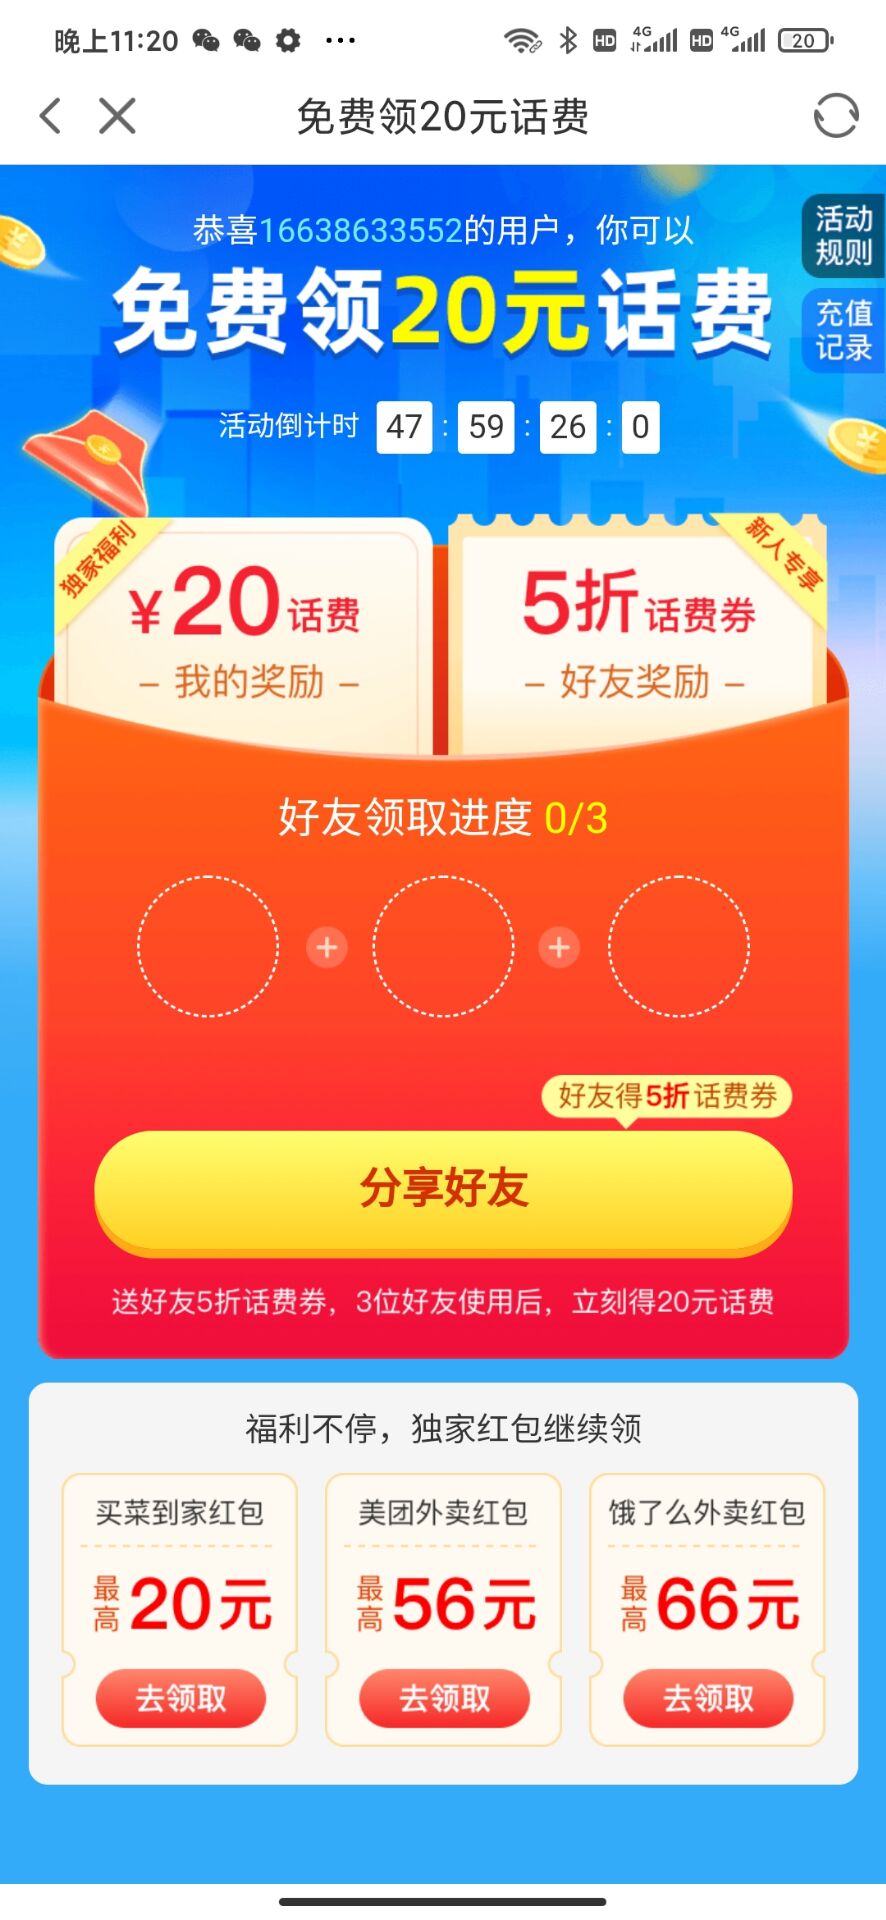 晚上11:20
HD 4G HD 4G 20
免费领20元话费
恭喜16638633552的用户，你可以
活动规则
免费领20元话费
充值记录
活动倒计时 47 : 59 : 26 : 0
独家福利
新人专享
¥20话费
5折话费券
– 我的奖励 –
– 好友奖励 –
好友领取进度 0/3
+ +
好友得5折话费券
分享好友
送好友5折话费券，3位好友使用后，立刻得20元话费
福利不停，独家红包继续领
买菜到家红包
美团外卖红包
饿了么外卖红包
最高20元
最高56元
最高66元
去领取
去领取
去领取